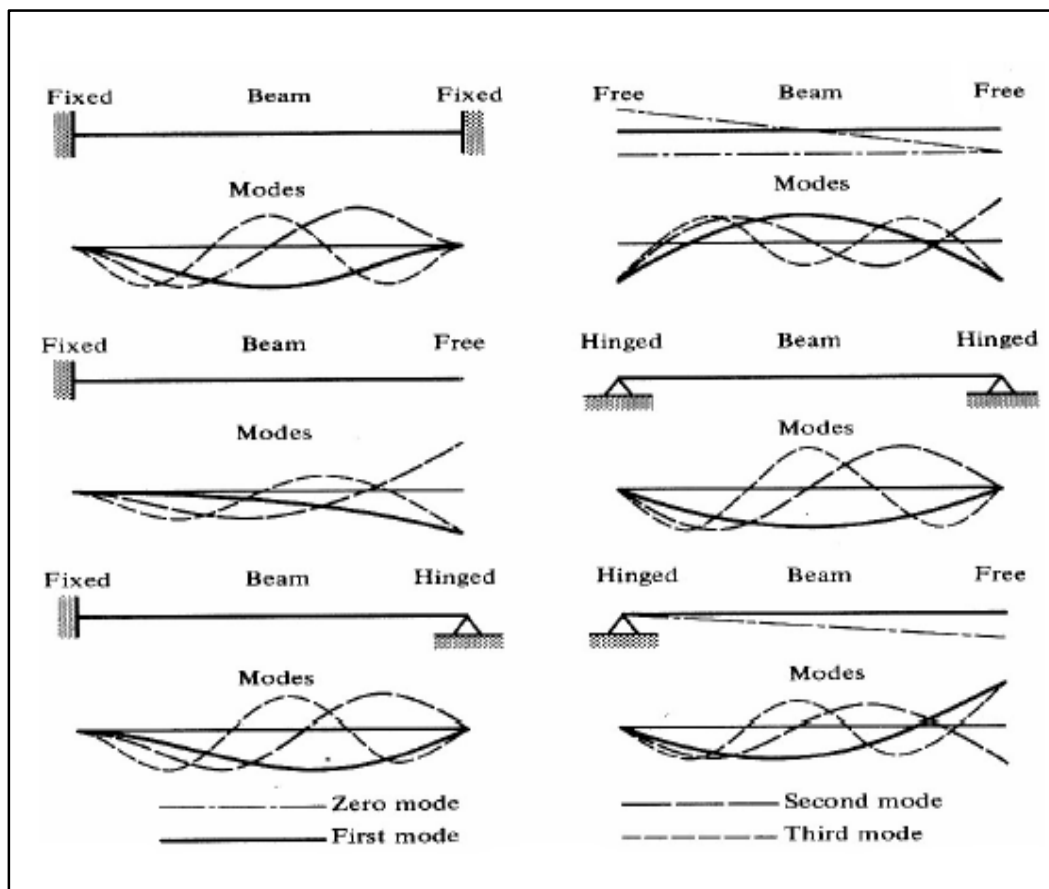 Fixed Beam Fixed
Modes
Free Beam Free
Modes
Fixed Beam Free
Modes
Hinged Beam Hinged
Modes
Fixed Beam Hinged
Modes
Hinged Beam Free
Modes
Zero mode
First mode
Second mode
Third mode